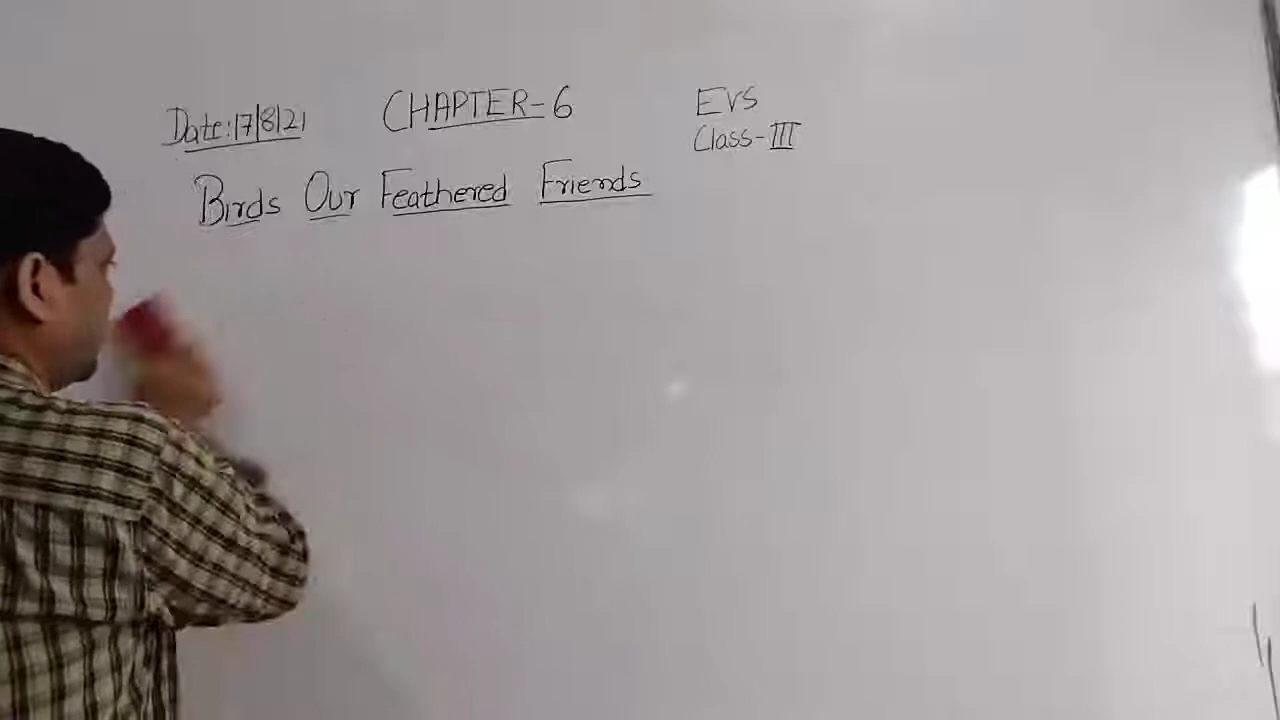 Date:17/8/21 CHAPTER-6 EVS
Class-III
Birds Our Feathered Friends